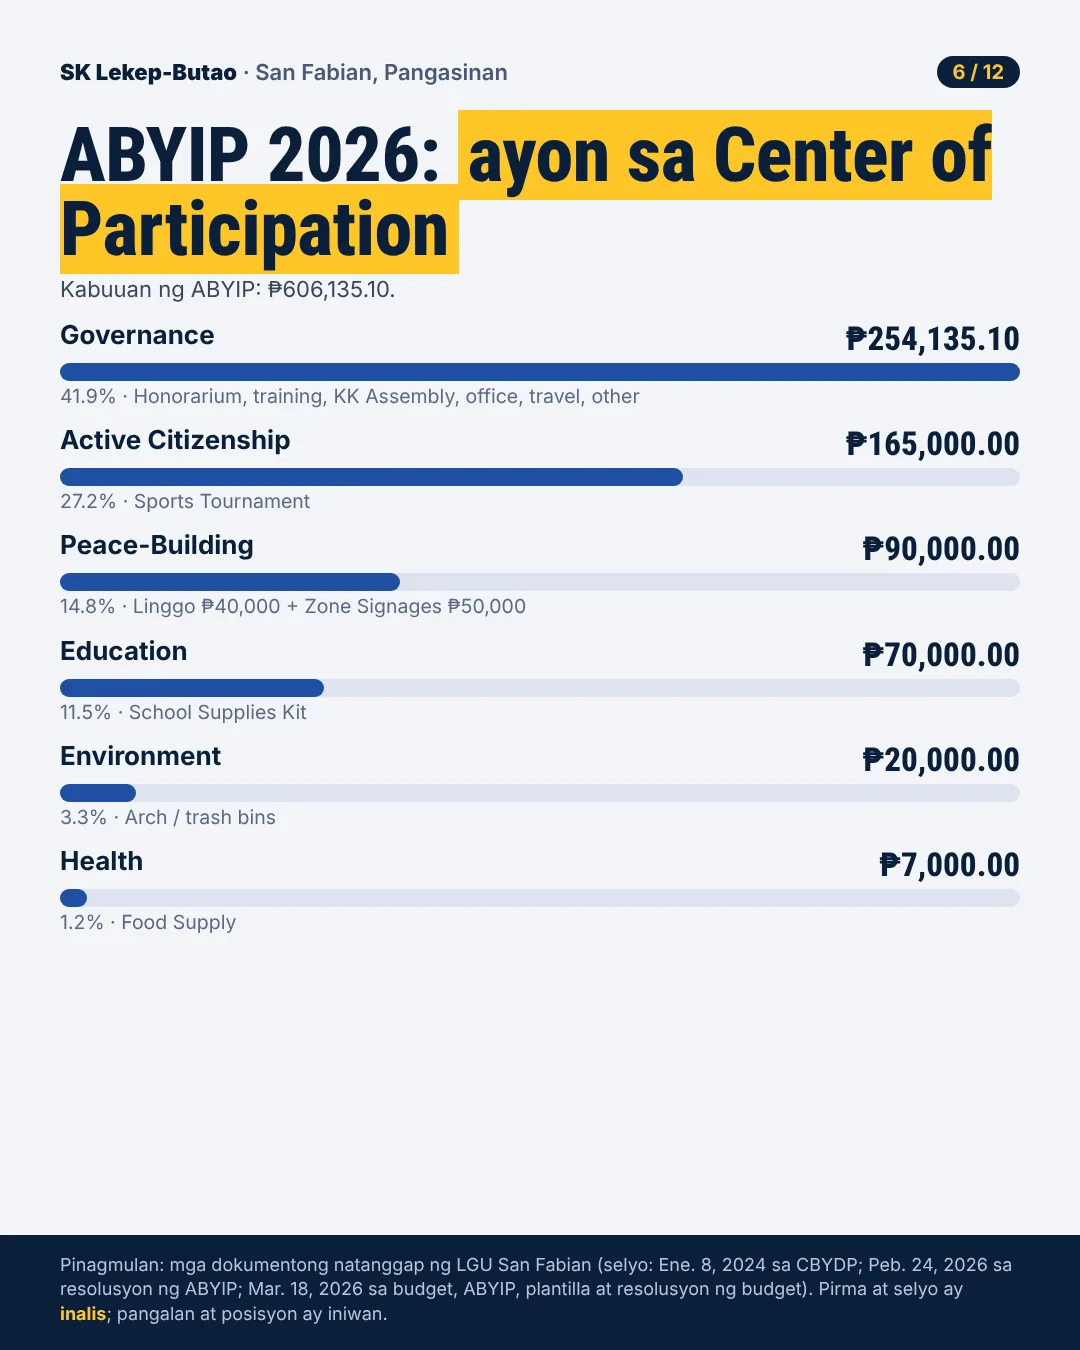 SK Lekep-Butao · San Fabian, Pangasinan
6 / 12
ABYIP 2026: ayon sa Center of
Participation
Kabuuan ng ABYIP: ₱606,135.10.
Governance
₱254,135.10
41.9% · Honorarium, training, KK Assembly, office, travel, other
Active Citizenship
₱165,000.00
27.2% · Sports Tournament
Peace-Building
₱90,000.00
14.8% · Linggo ₱40,000 + Zone Signages ₱50,000
Education
₱70,000.00
11.5% · School Supplies Kit
Environment
₱20,000.00
3.3% · Arch / trash bins
Health
₱7,000.00
1.2% · Food Supply
Pinagmulan: mga dokumentong natanggap ng LGU San Fabian (selyo: Ene. 8, 2024 sa CBYDP; Peb. 24, 2026 sa
resolusyon ng ABYIP; Mar. 18, 2026 sa budget, ABYIP, plantilla at resolusyon ng budget). Pirma at selyo ay
inalis; pangalan at posisyon ay iniwan.